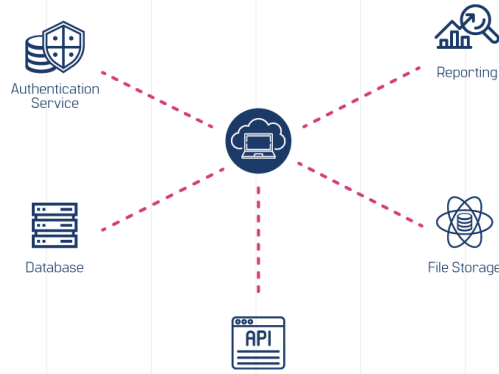 Reporting
Authentication
Service
Database
File Storage
API